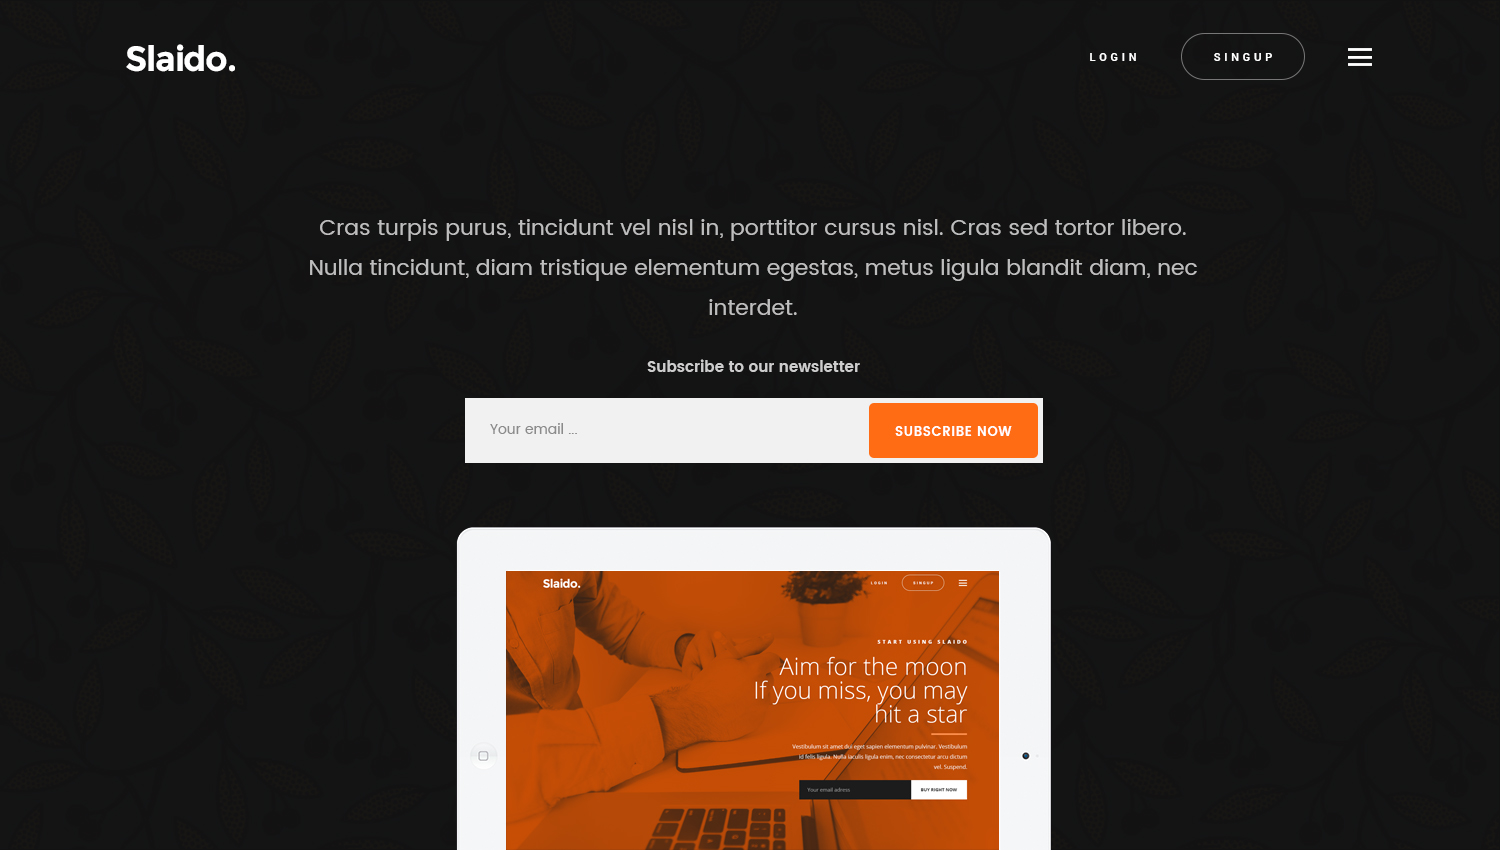 Slaido.
LOGIN
SINGUP
Cras turpis purus, tincidunt vel nisl in, porttitor cursus nisl. Cras sed tortor libero.
Nulla tincidunt, diam tristique elementum egestas, metus ligula blandit diam, nec
interdet.
Subscribe to our newsletter
Your email ...
SUBSCRIBE NOW
Slaido.
LOGIN
SINGUP
START USING SLAIDO
Aim for the moon
If you miss, you may
hit a star
Vestibulum sit amet dui eget sapien elementum pulvinar. Vestibulum
id felis ligula. Nulla iaculis ligula enim, nec consectetur arcu dictum
vel. Suspend.
Your email adress
BUY RIGHT NOW